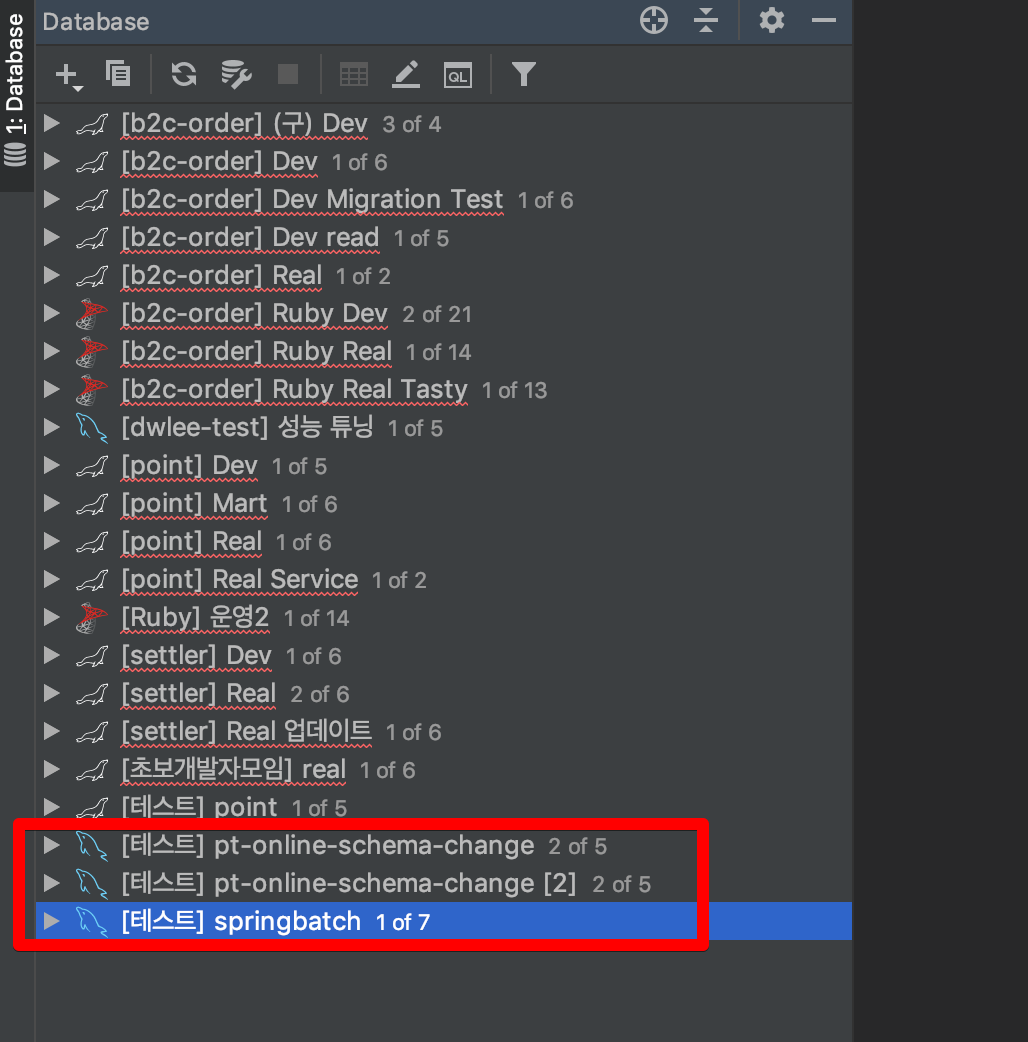 1: Database
Database
QL
[b2c-order] (구) Dev 3 of 4
[b2c-order] Dev 1 of 6
[b2c-order] Dev Migration Test 1 of 6
[b2c-order] Dev read 1 of 5
[b2c-order] Real 1 of 2
[b2c-order] Ruby Dev 2 of 21
[b2c-order] Ruby Real 1 of 14
[b2c-order] Ruby Real Tasty 1 of 13
[dwlee-test] 성능 튜닝 1 of 5
[point] Dev 1 of 5
[point] Mart 1 of 6
[point] Real 1 of 6
[point] Real Service 1 of 2
[Ruby] 운영2 1 of 14
[settler] Dev 1 of 6
[settler] Real 2 of 6
[settler] Real 업데이트 1 of 6
[초보개발자모임] real 1 of 6
[테스트] point 1 of 5
[테스트] pt-online-schema-change 2 of 5
[테스트] pt-online-schema-change [2] 2 of 5
[테스트] springbatch 1 of 7